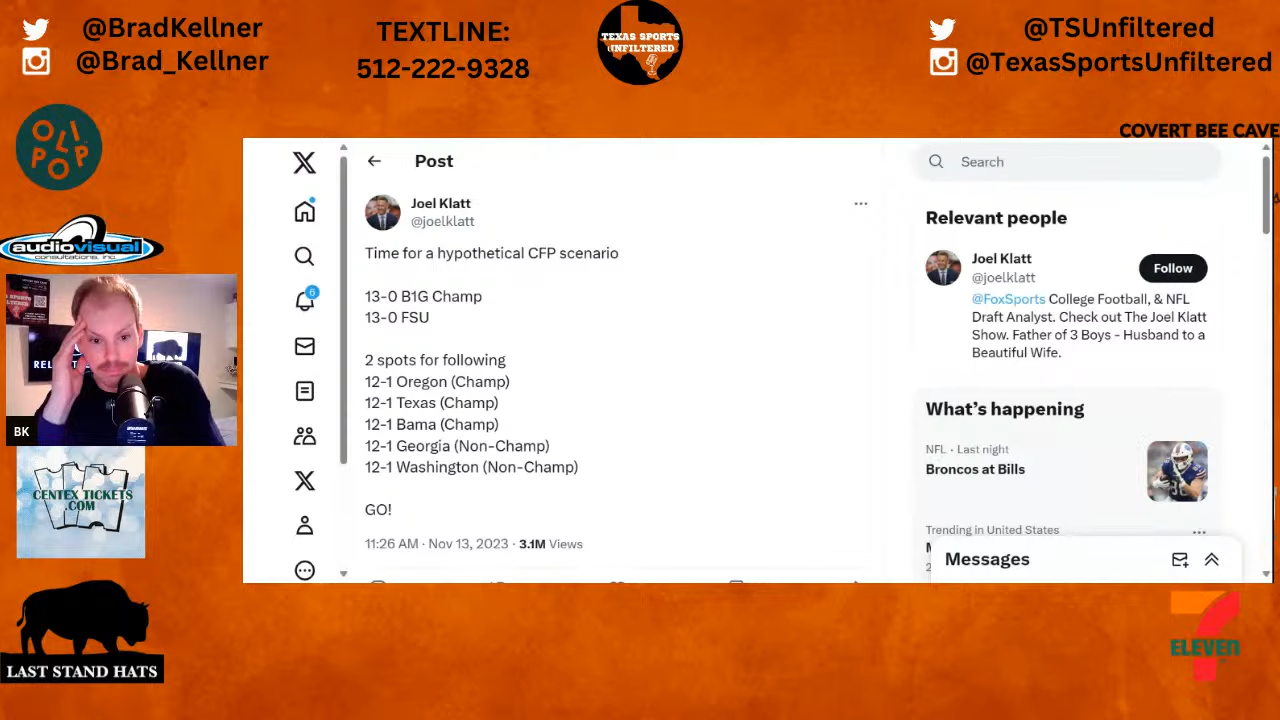 @BradKellner
@Brad_Kellner
TEXTLINE:
512-222-9328
TEXAS SPORTS
UNFILTERED
@TSUnfiltered
@TexasSportsUnfiltered
COVERT BEE CAVE
OLIPOP
audiovisual
consultations, inc.
BK
CENTEX TICKETS
.COM
LAST STAND HATS
Post
Joel Klatt
@joelklatt
Time for a hypothetical CFP scenario
13-0 B1G Champ
13-0 FSU
2 spots for following
12-1 Oregon (Champ)
12-1 Texas (Champ)
12-1 Bama (Champ)
12-1 Georgia (Non-Champ)
12-1 Washington (Non-Champ)
GO!
11:26 AM · Nov 13, 2023 · 3.1M Views
6
Search
Relevant people
Joel Klatt
@joelklatt
Follow
@FoxSports College Football, & NFL
Draft Analyst. Check out The Joel Klatt
Show. Father of 3 Boys - Husband to a
Beautiful Wife.
What's happening
NFL · Last night
Broncos at Bills
Trending in United States
Messages
7
ELEVEN